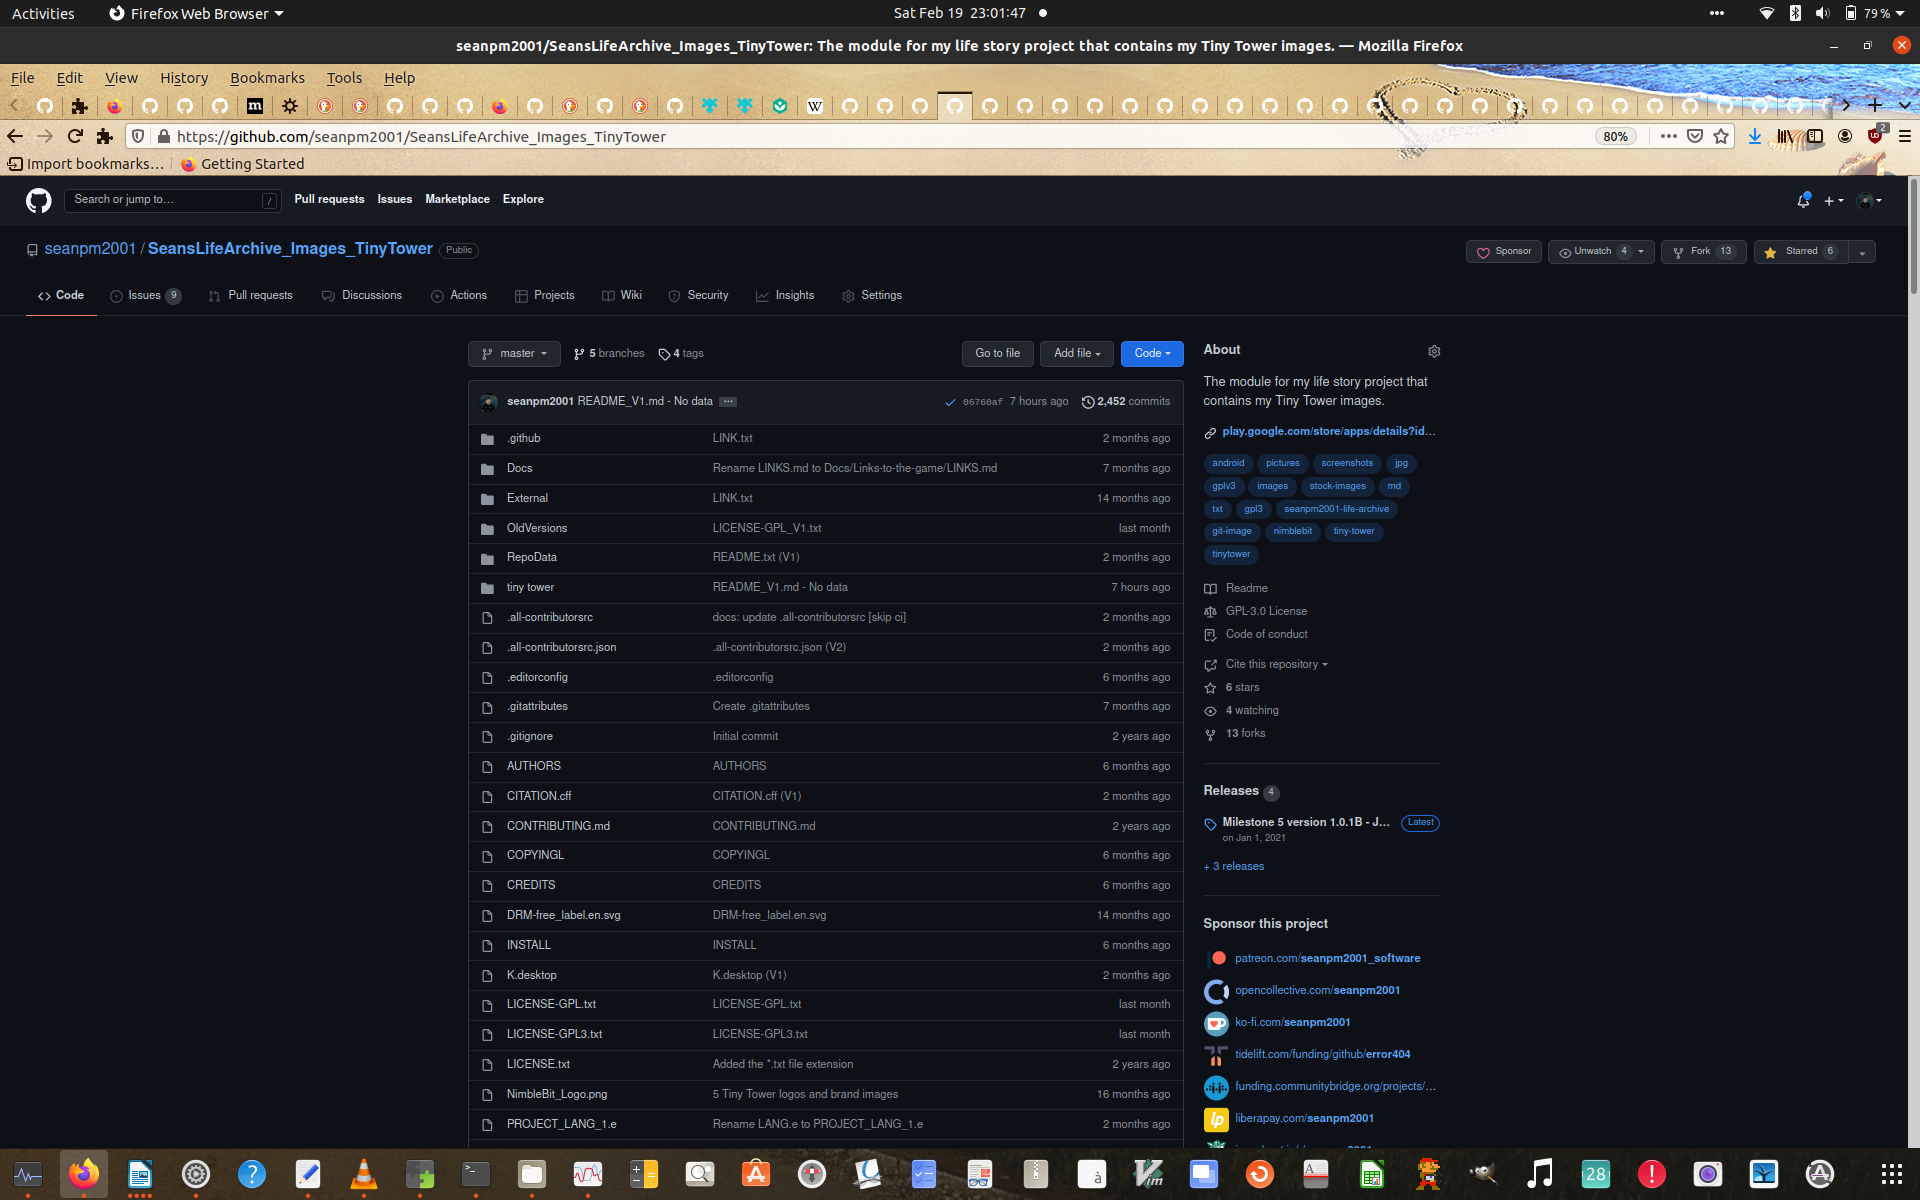 Activities
Firefox Web Browser
Sat Feb 19 23:01:47
79 %
seanpm2001/SeansLifeArchive_Images_TinyTower: The module for my life story project that contains my Tiny Tower images. — Mozilla Firefox
File Edit View History Bookmarks Tools Help
https://github.com/seanpm2001/SeansLifeArchive_Images_TinyTower
80%
2
Import bookmarks...
Getting Started
Search or jump to... /
Pull requests Issues Marketplace Explore
seanpm2001 / SeansLifeArchive_Images_TinyTower Public
Sponsor
Unwatch 4
Fork 13
Starred 6
Code
Issues 9
Pull requests
Discussions
Actions
Projects
Wiki
Security
Insights
Settings
master
5 branches
4 tags
Go to file
Add file
Code
seanpm2001 README_V1.md - No data ...
06760af 7 hours ago
2,452 commits
.github LINK.txt 2 months ago
Docs Rename LINKS.md to Docs/Links-to-the-game/LINKS.md 7 months ago
External LINK.txt 14 months ago
OldVersions LICENSE-GPL_V1.txt last month
RepoData README.txt (V1) 2 months ago
tiny tower README_V1.md - No data 7 hours ago
.all-contributorsrc docs: update .all-contributorsrc [skip ci] 2 months ago
.all-contributorsrc.json .all-contributorsrc.json (V2) 2 months ago
.editorconfig .editorconfig 6 months ago
.gitattributes Create .gitattributes 7 months ago
.gitignore Initial commit 2 years ago
AUTHORS AUTHORS 6 months ago
CITATION.cff CITATION.cff (V1) 2 months ago
CONTRIBUTING.md CONTRIBUTING.md 2 years ago
COPYINGL COPYINGL 6 months ago
CREDITS CREDITS 6 months ago
DRM-free_label.en.svg DRM-free_label.en.svg 14 months ago
INSTALL INSTALL 6 months ago
K.desktop K.desktop (V1) 2 months ago
LICENSE-GPL.txt LICENSE-GPL.txt last month
LICENSE-GPL3.txt LICENSE-GPL3.txt last month
LICENSE.txt Added the *.txt file extension 2 years ago
NimbleBit_Logo.png 5 Tiny Tower logos and brand images 16 months ago
PROJECT_LANG_1.e Rename LANG.e to PROJECT_LANG_1.e 2 months ago
About
The module for my life story project that
contains my Tiny Tower images.
play.google.com/store/apps/details?id...
android pictures screenshots jpg
gplv3 images stock-images md
txt gpl3 seanpm2001-life-archive
git-image nimblebit tiny-tower
tinytower
Readme
GPL-3.0 License
Code of conduct
Cite this repository
6 stars
4 watching
13 forks
Releases 4
Milestone 5 version 1.0.1B - J... Latest
on Jan 1, 2021
+ 3 releases
Sponsor this project
patreon.com/seanpm2001_software
opencollective.com/seanpm2001
ko-fi.com/seanpm2001
tidelift.com/funding/github/error404
funding.communitybridge.org/projects/...
liberapay.com/seanpm2001
28